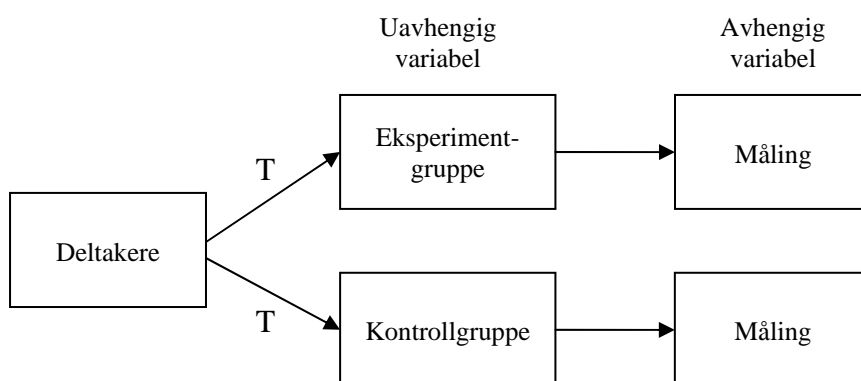 Uavhengig
variabel
Avhengig
variabel
Eksperiment-
gruppe
Måling
T
Deltakere
T
Kontrollgruppe
Måling